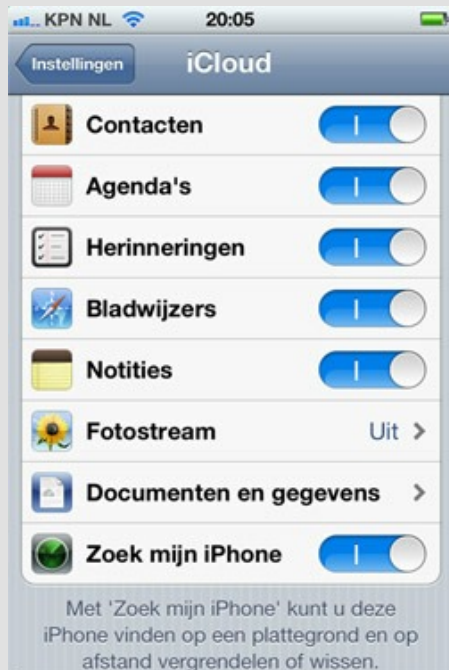 KPN NL 20:05
Instellingen iCloud
Contacten
Agenda's
Herinneringen
Bladwijzers
Notities
Fotostream Uit
Documenten en gegevens
Zoek mijn iPhone
Met 'Zoek mijn iPhone' kunt u deze
iPhone vinden op een plattegrond en op
afstand vergrendelen of wissen.